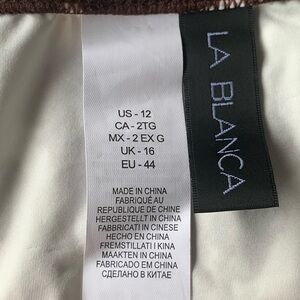 US - 12
CA - 2TG
MX - 2 EX G
UK - 16
EU - 44
MADE IN CHINA
FABRIQUÉ AU
REPUBLIQUE DE CHINE
HERGESTELLT IN CHINA
FABBRICATI IN CINESE
HECHO EN CHINA
FREMSTILLATI I KINA
MAAKTEN IN CHINA
FABRICADO EM CHINA
СДЕЛАНО В КИТАЕ
LA BLANCA